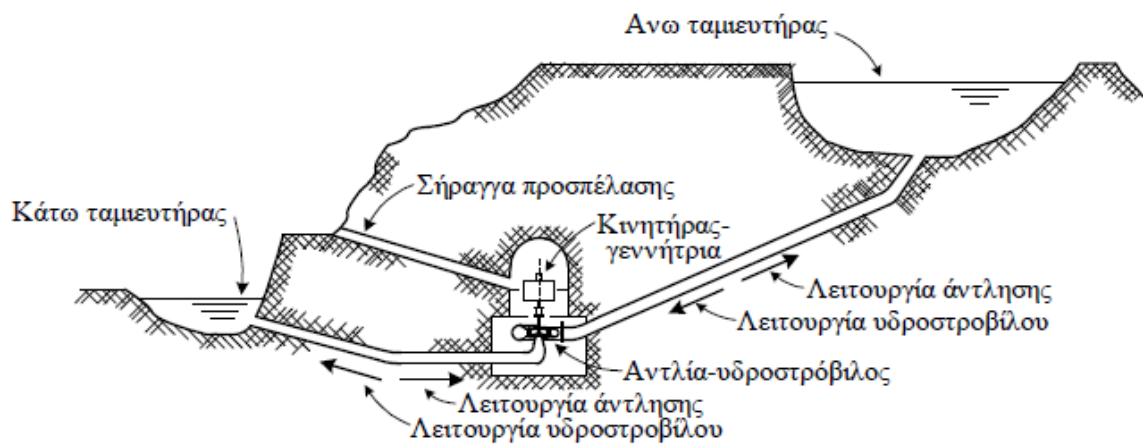 Ανω ταμιευτήρας
Σήραγγα προσπέλασης
Κάτω ταμιευτήρας
Κινητήρας-
γεννήτρια
Λειτουργία άντλησης
Λειτουργία υδροστροβίλου
Αντλία-υδροστρόβιλος
Λειτουργία άντλησης
Λειτουργία υδροστροβίλου